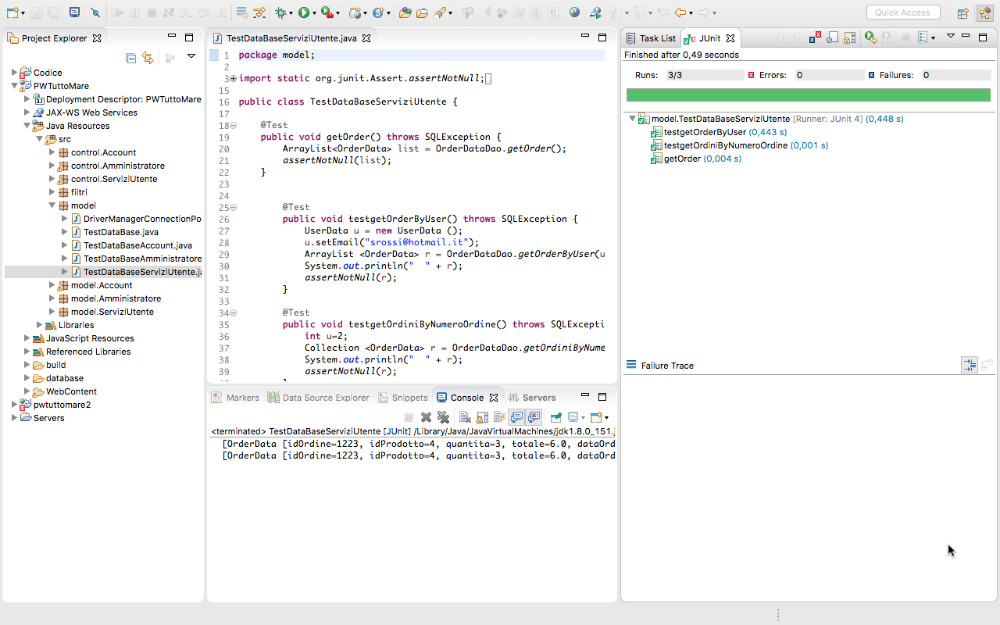 Quick Access
Project Explorer
Codice
PWTuttoMare
Deployment Descriptor: PWTuttoMare
JAX-WS Web Services
Java Resources
src
control.Account
control.Amministratore
control.ServiziUtente
filtri
model
DriverManagerConnectionPo
TestDataBase.java
TestDataBaseAccount.java
TestDataBaseAmministratore
TestDataBaseServiziUtente.ja
model.Account
model.Amministratore
model.ServiziUtente
Libraries
JavaScript Resources
Referenced Libraries
build
database
WebContent
pwtuttomare2
Servers
TestDataBaseServiziUtente.java
1 package model;
2
3 import static org.junit.Assert.assertNotNull;
15
16 public class TestDataBaseServiziUtente {
17
18 @Test
19 public void getOrder() throws SQLException {
20 ArrayList<OrderData> list = OrderDataDao.getOrder();
21 assertNotNull(list);
22 }
23
24
25 @Test
26 public void testgetOrderByUser() throws SQLException {
27 UserData u = new UserData ();
28 u.setEmail("srossi@hotmail.it");
29 ArrayList <OrderData> r = OrderDataDao.getOrderByUser(u
30 System.out.println("  " + r);
31 assertNotNull(r);
32 }
33
34 @Test
35 public void testgetOrdiniByNumeroOrdine() throws SQLExcepti
36 int u=2;
37 Collection <OrderData> r = OrderDataDao.getOrdiniByNume
38 System.out.println("  " + r);
39 assertNotNull(r);
Markers
Data Source Explorer
Snippets
Console
Servers
<terminated> TestDataBaseServiziUtente [JUnit] /Library/Java/JavaVirtualMachines/jdk1.8.0_151.j
[OrderData [idOrdine=1223, idProdotto=4, quantita=3, totale=6.0, dataOrd
[OrderData [idOrdine=1223, idProdotto=4, quantita=3, totale=6.0, dataOrd
Task List
JUnit
Finished after 0,49 seconds
Runs: 3/3 Errors: 0 Failures: 0
model.TestDataBaseServiziUtente [Runner: JUnit 4] (0,448 s)
testgetOrderByUser (0,443 s)
testgetOrdiniByNumeroOrdine (0,001 s)
getOrder (0,004 s)
Failure Trace